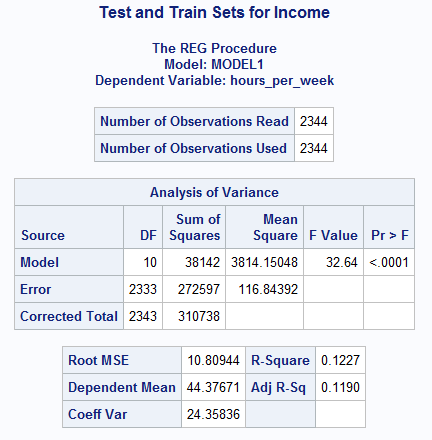 Test and Train Sets for Income
The REG Procedure
Model: MODEL1
Dependent Variable: hours_per_week
Number of Observations Read 2344
Number of Observations Used 2344
Analysis of Variance
Source DF Sum of Squares Mean Square F Value Pr > F
Model 10 38142 3814.15048 32.64 <.0001
Error 2333 272597 116.84392
Corrected Total 2343 310738
Root MSE 10.80944 R-Square 0.1227
Dependent Mean 44.37671 Adj R-Sq 0.1190
Coeff Var 24.35836